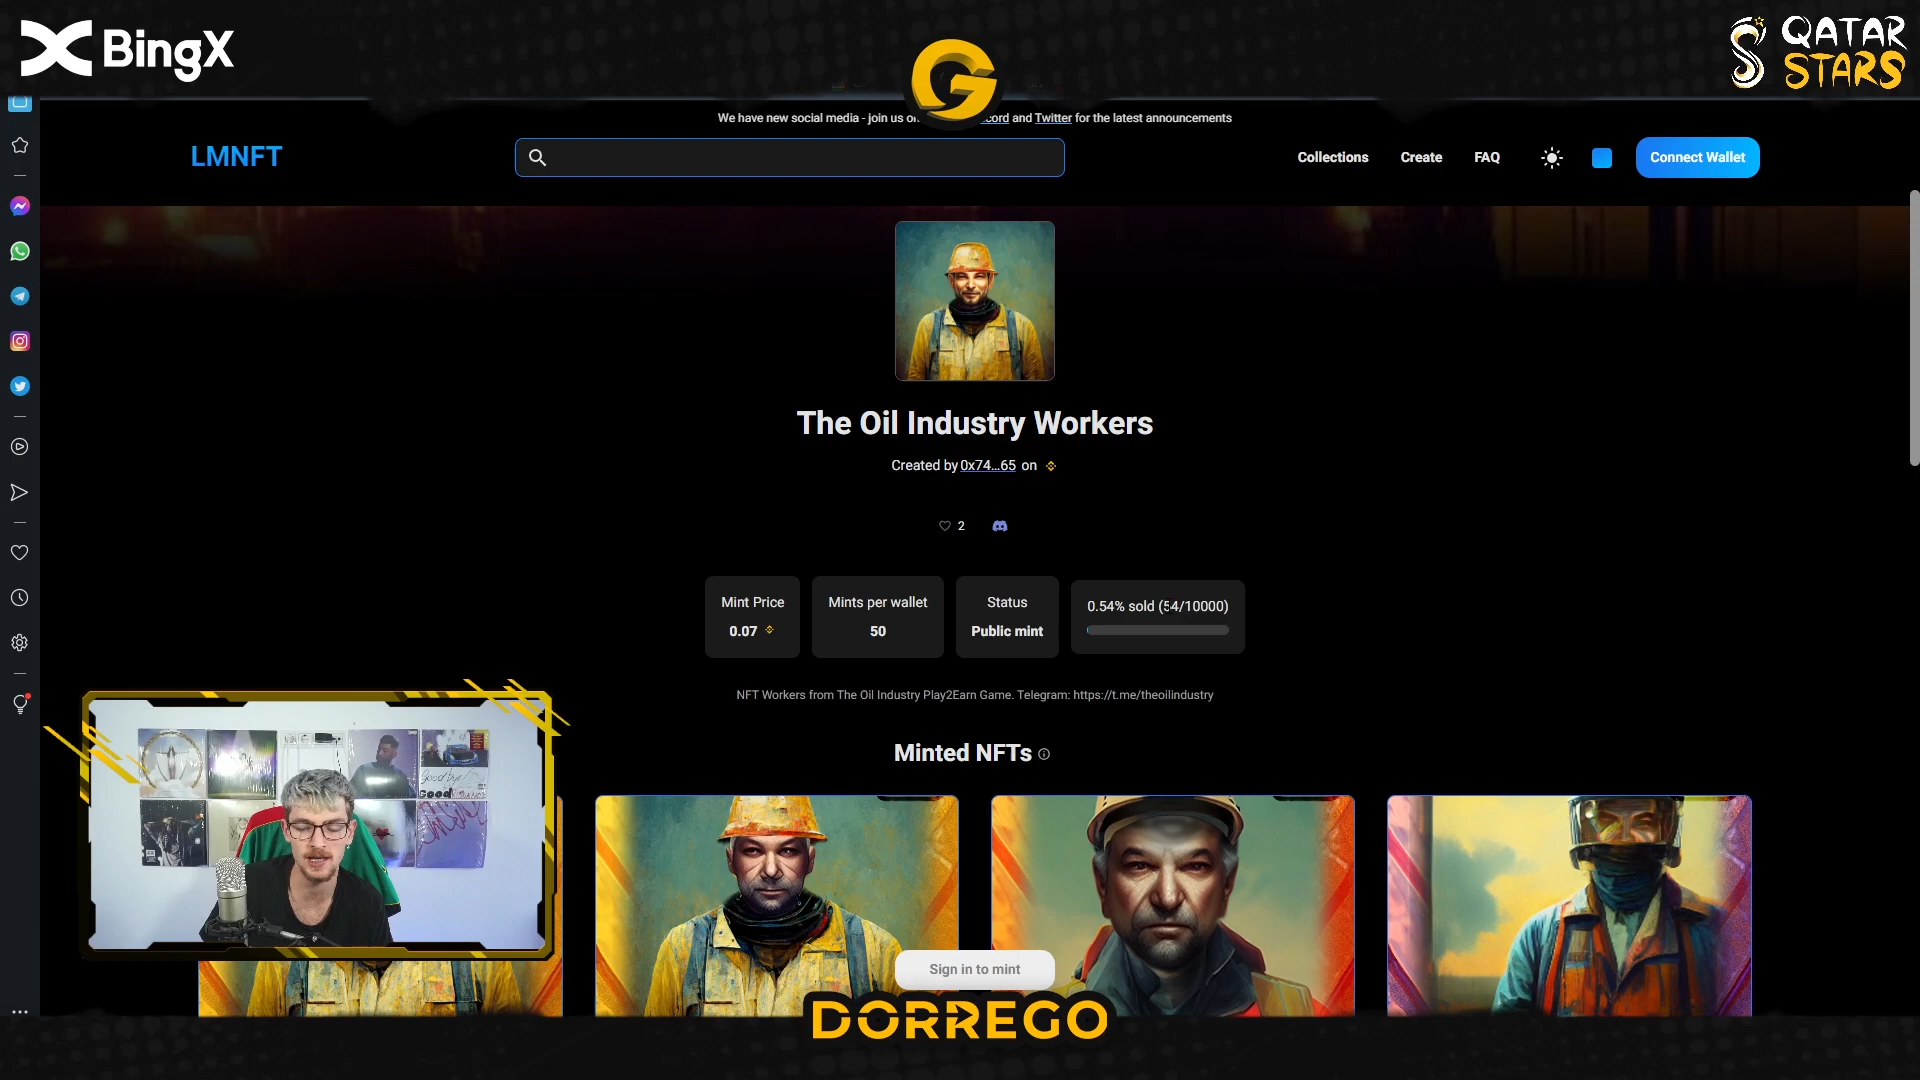 BingX
QATAR
STARS
G
We have new social media - join us on
cord and Twitter for the latest announcements
LMNFT
Collections
Create
FAQ
Connect Wallet
The Oil Industry Workers
Created by 0x74...65 on
2
Mint Price
0.07
Mints per wallet
50
Status
Public mint
0.54% sold (54/10000)
NFT Workers from The Oil Industry Play2Earn Game. Telegram: https://t.me/theoilindustry
Minted NFTs
Sign in to mint
DORREGO